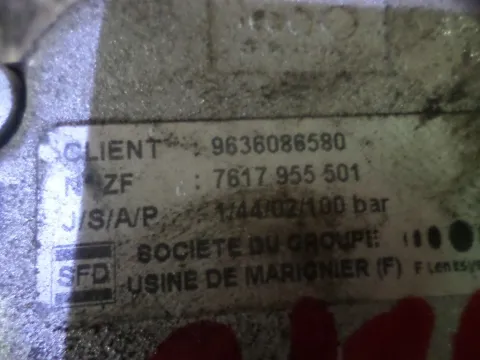 CLIENT : 9636086580
N° ZF : 7617 955 501
J/S/A/P : 1/44/02/100 bar
SFD
SOCIETE DU GROUPE:
USINE DE MARIGNIER (F)